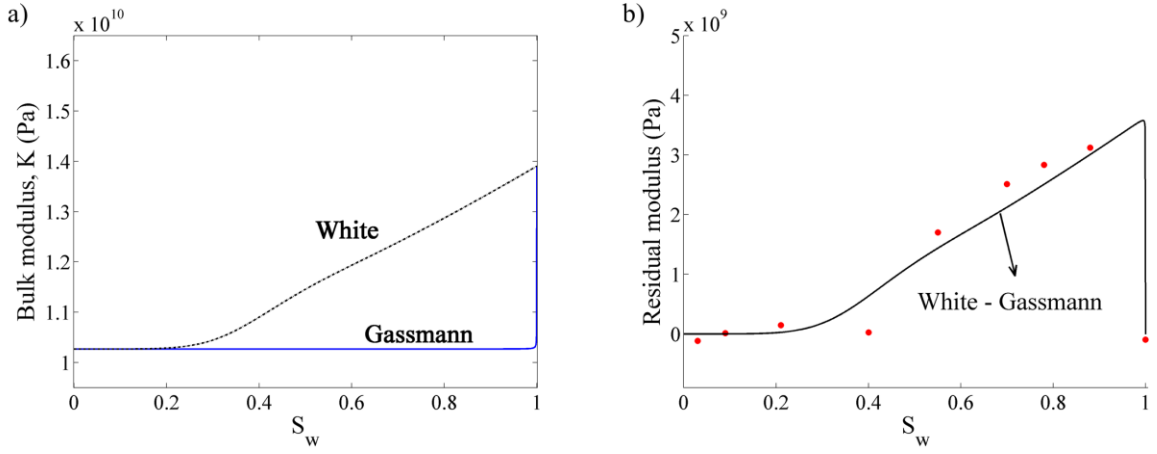 a)
x 10^10
1.6
1.5
1.4
1.3
1.2
1.1
1
Bulk modulus, K (Pa)
White
Gassmann
0 0.2 0.4 0.6 0.8 1
S_w
b)
x 10^9
5
4
3
2
1
0
Residual modulus (Pa)
White - Gassmann
0 0.2 0.4 0.6 0.8 1
S_w